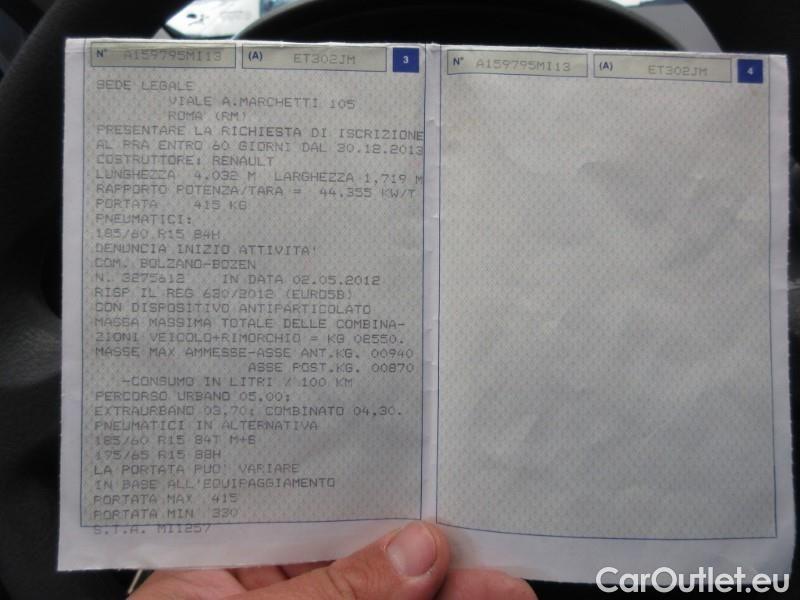 N° A159795MI13 (A) ET302JM 3
SEDE LEGALE
VIALE A.MARCHETTI 105
ROMA (RM)
PRESENTARE LA RICHIESTA DI ISCRIZIONE
AL PRA ENTRO 60 GIORNI DAL 30.12.2013
COSTRUTTORE: RENAULT
LUNGHEZZA 4,032 M LARGHEZZA 1,719 M
RAPPORTO POTENZA/TARA = 44,355 KW/T
PORTATA 415 KG
PNEUMATICI:
185/60 R15 84H
DENUNCIA INIZIO ATTIVITA'
COM. BOLZANO-BOZEN
N. 3275612 IN DATA 02.05.2012
RISP IL REG 630/2012 (EURO5B)
CON DISPOSITIVO ANTIPARTICOLATO
MASSA MASSIMA TOTALE DELLE COMBINA-
ZIONI VEICOLO+RIMORCHIO = KG 02550.
MASSE MAX AMMESSE-ASSE ANT.KG. 00940
ASSE POST.KG. 00870
-CONSUMO IN LITRI / 100 KM
PERCORSO URBANO 05,00;
EXTRAURBANO 03,70; COMBINATO 04,30.
PNEUMATICI IN ALTERNATIVA
185/60 R15 84T M+S
175/65 R15 88H
LA PORTATA PUO' VARIARE
IN BASE ALL'EQUIPAGGIAMENTO
PORTATA MAX 415
PORTATA MIN 330
S.T.A. MI1257
N° A159795MI13 (A) ET302JM 4
CarOutlet.eu